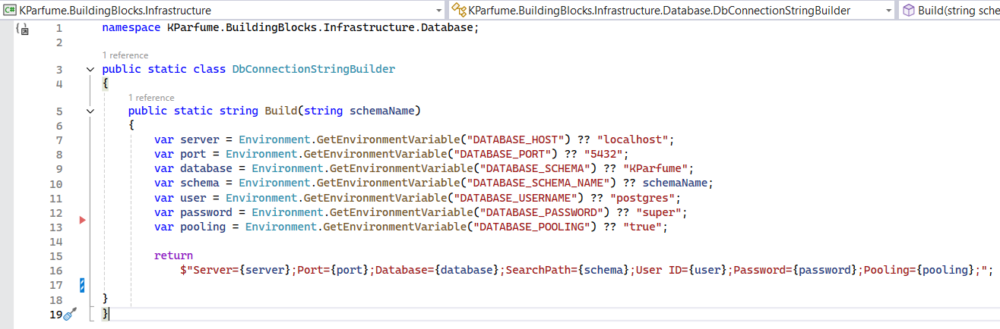 C# KParfume.BuildingBlocks.Infrastructure KParfume.BuildingBlocks.Infrastructure.Database.DbConnectionStringBuilder Build(string sche
1 namespace KParfume.BuildingBlocks.Infrastructure.Database;
2
1 reference
3 public static class DbConnectionStringBuilder
4 {
1 reference
5 public static string Build(string schemaName)
6 {
7 var server = Environment.GetEnvironmentVariable("DATABASE_HOST") ?? "localhost";
8 var port = Environment.GetEnvironmentVariable("DATABASE_PORT") ?? "5432";
9 var database = Environment.GetEnvironmentVariable("DATABASE_SCHEMA") ?? "KParfume";
10 var schema = Environment.GetEnvironmentVariable("DATABASE_SCHEMA_NAME") ?? schemaName;
11 var user = Environment.GetEnvironmentVariable("DATABASE_USERNAME") ?? "postgres";
12 var password = Environment.GetEnvironmentVariable("DATABASE_PASSWORD") ?? "super";
13 var pooling = Environment.GetEnvironmentVariable("DATABASE_POOLING") ?? "true";
14
15 return
16 $"Server={server};Port={port};Database={database};SearchPath={schema};User ID={user};Password={password};Pooling={pooling};";
17
18 }
19 }